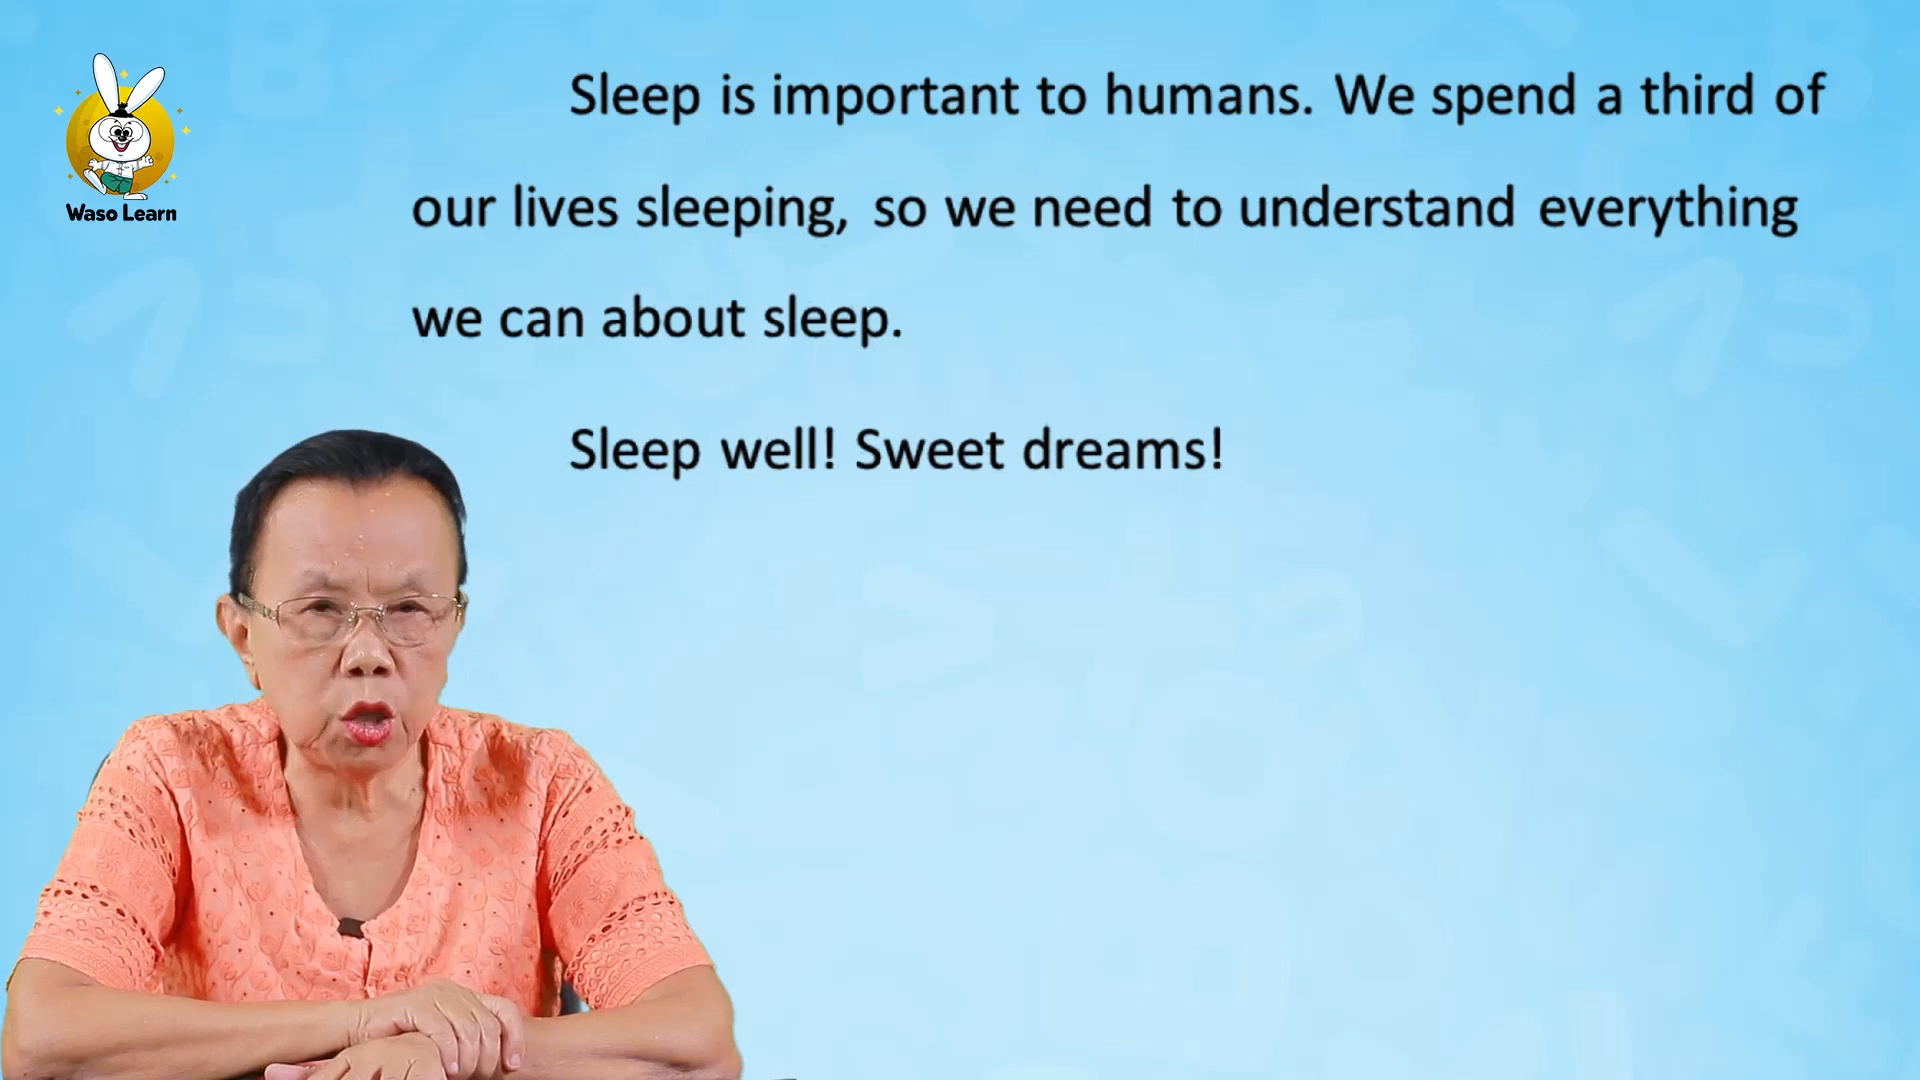 Waso Learn
Sleep is important to humans. We spend a third of
our lives sleeping, so we need to understand everything
we can about sleep.
Sleep well! Sweet dreams!